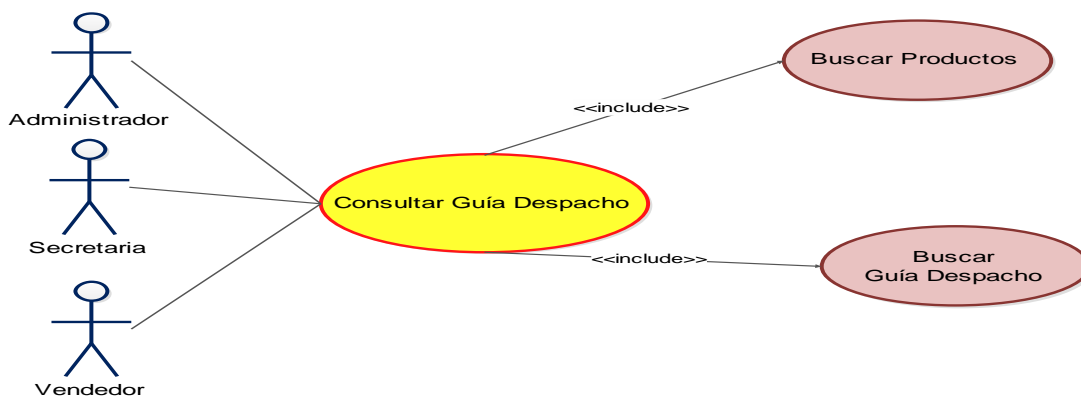 Administrador
Secretaria
Vendedor
Consultar Guía Despacho
<<include>>
Buscar Productos
<<include>>
Buscar
Guía Despacho